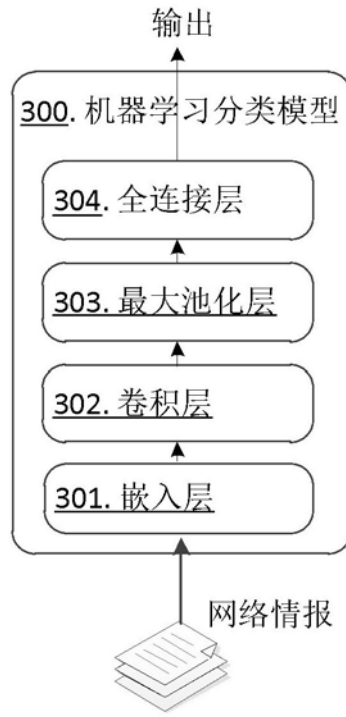 输出
300. 机器学习分类模型
304. 全连接层
303. 最大池化层
302. 卷积层
301. 嵌入层
网络情报